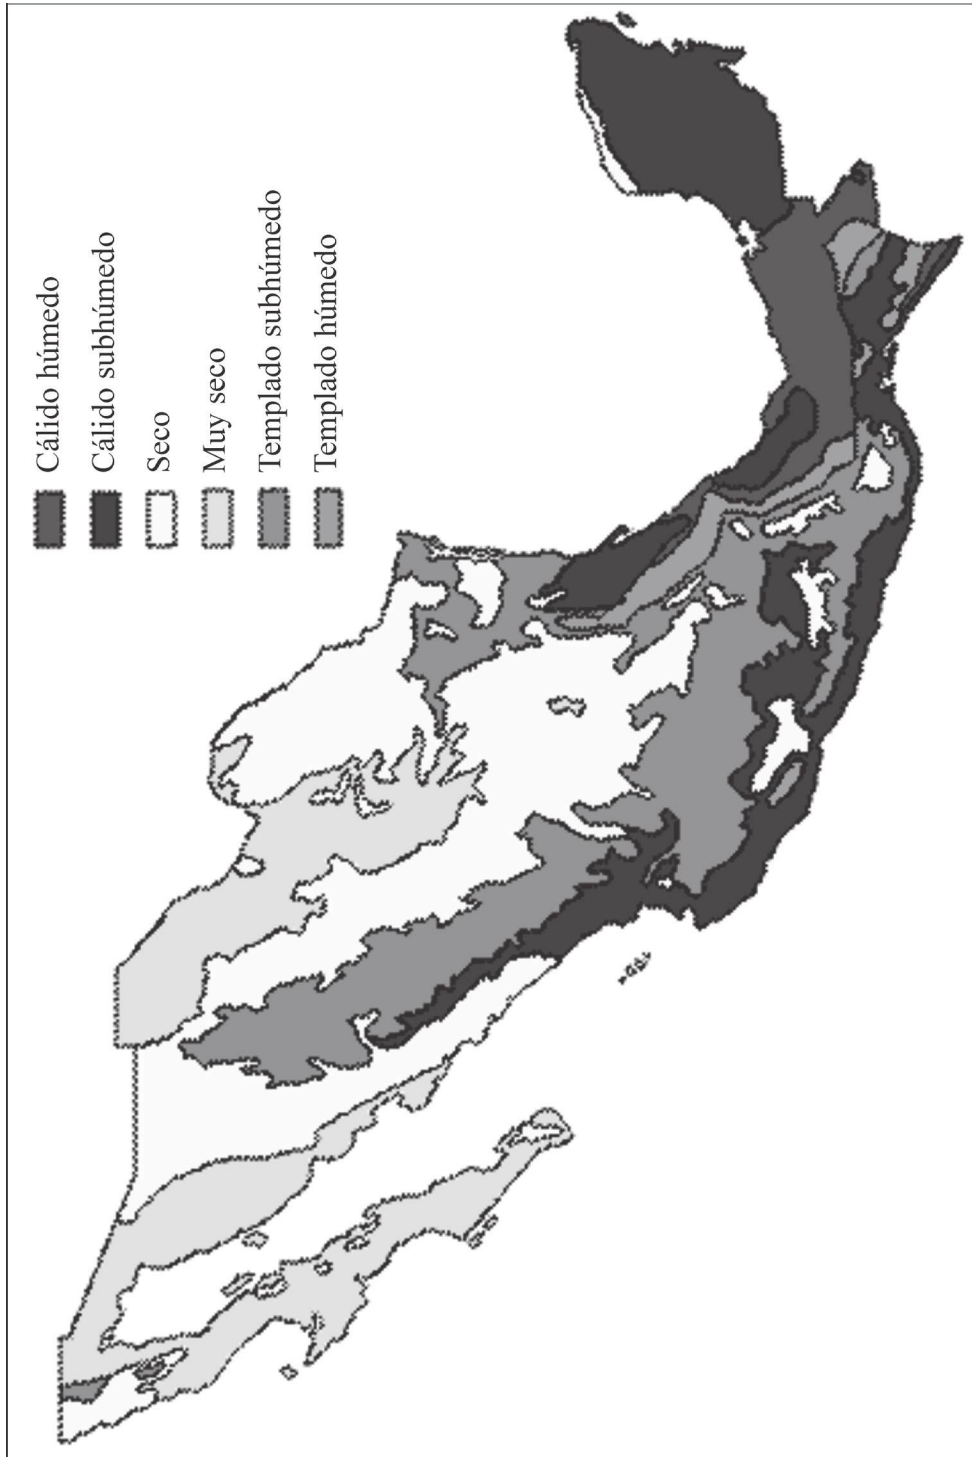 Cálido húmedo
Cálido subhúmedo
Seco
Muy seco
Templado subhúmedo
Templado húmedo